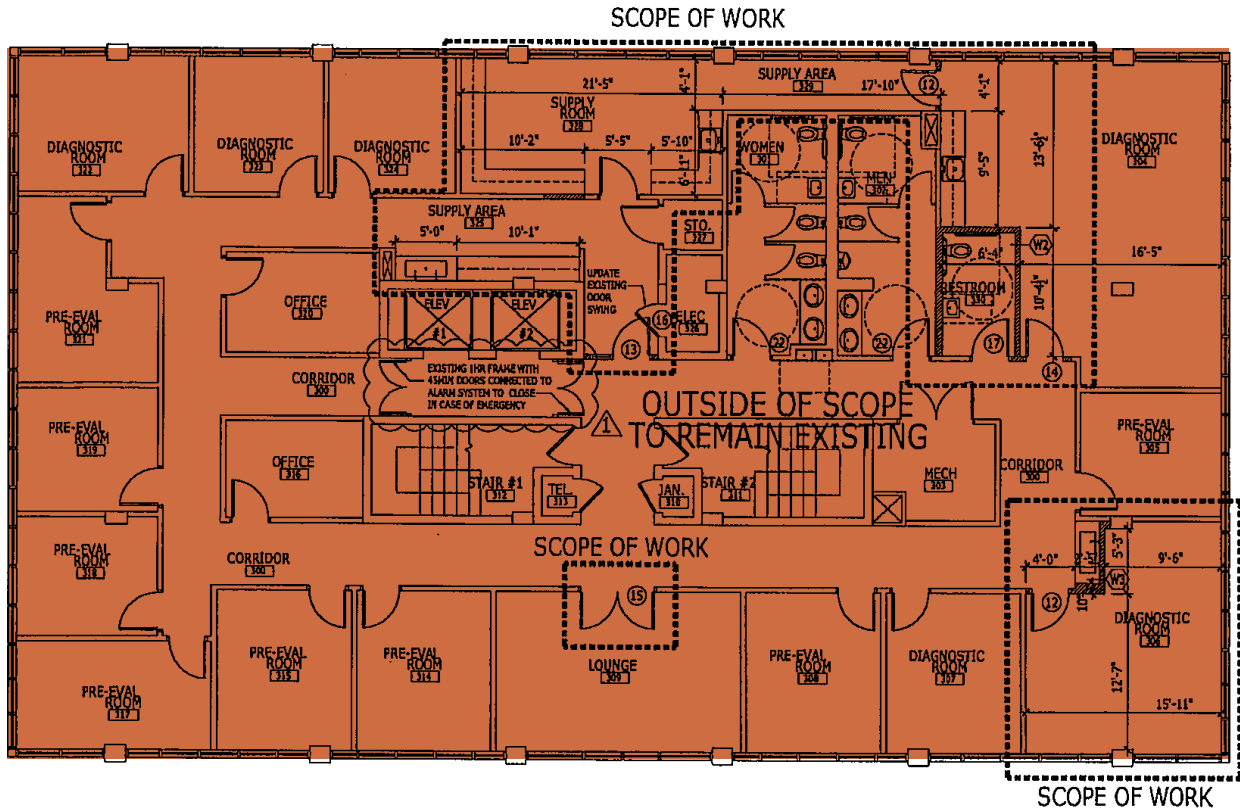 SCOPE OF WORK
SUPPLY AREA
329
21'-5"
17'-10"
12
4'-1"
4'-1"
SUPPLY
ROOM
328
10'-2"
5'-5"
5'-10"
6'-11"
9'-5"
13'-6½"
DIAGNOSTIC
ROOM
322
DIAGNOSTIC
ROOM
323
DIAGNOSTIC
ROOM
324
WOMEN
301
MEN
302
DIAGNOSTIC
ROOM
304
SUPPLY AREA
325
5'-0"
10'-1"
STO.
327
W2
6'-4"
16'-5"
RESTROOM
330
10'-4½"
UPDATE
EXISTING
DOOR
SWING
OFFICE
320
ELEV
#1
ELEV
#2
ELEC
326
16
13
22
22
17
14
PRE-EVAL
ROOM
321
CORRIDOR
300
EXISTING 1HR FRAME WITH
45MIN DOORS CONNECTED TO
ALARM SYSTEM TO CLOSE
IN CASE OF EMERGENCY
1
OUTSIDE OF SCOPE
TO REMAIN EXISTING
PRE-EVAL
ROOM
319
OFFICE
316
STAIR #1
312
TEL.
313
JAN.
310
STAIR #2
311
MECH
303
CORRIDOR
300
PRE-EVAL
ROOM
305
PRE-EVAL
ROOM
318
CORRIDOR
300
SCOPE OF WORK
15
4'-0"
5'-3"
9'-6"
W3
12
DIAGNOSTIC
ROOM
306
12'-7"
15'-11"
PRE-EVAL
ROOM
317
PRE-EVAL
ROOM
315
PRE-EVAL
ROOM
314
LOUNGE
309
PRE-EVAL
ROOM
308
DIAGNOSTIC
ROOM
307
SCOPE OF WORK